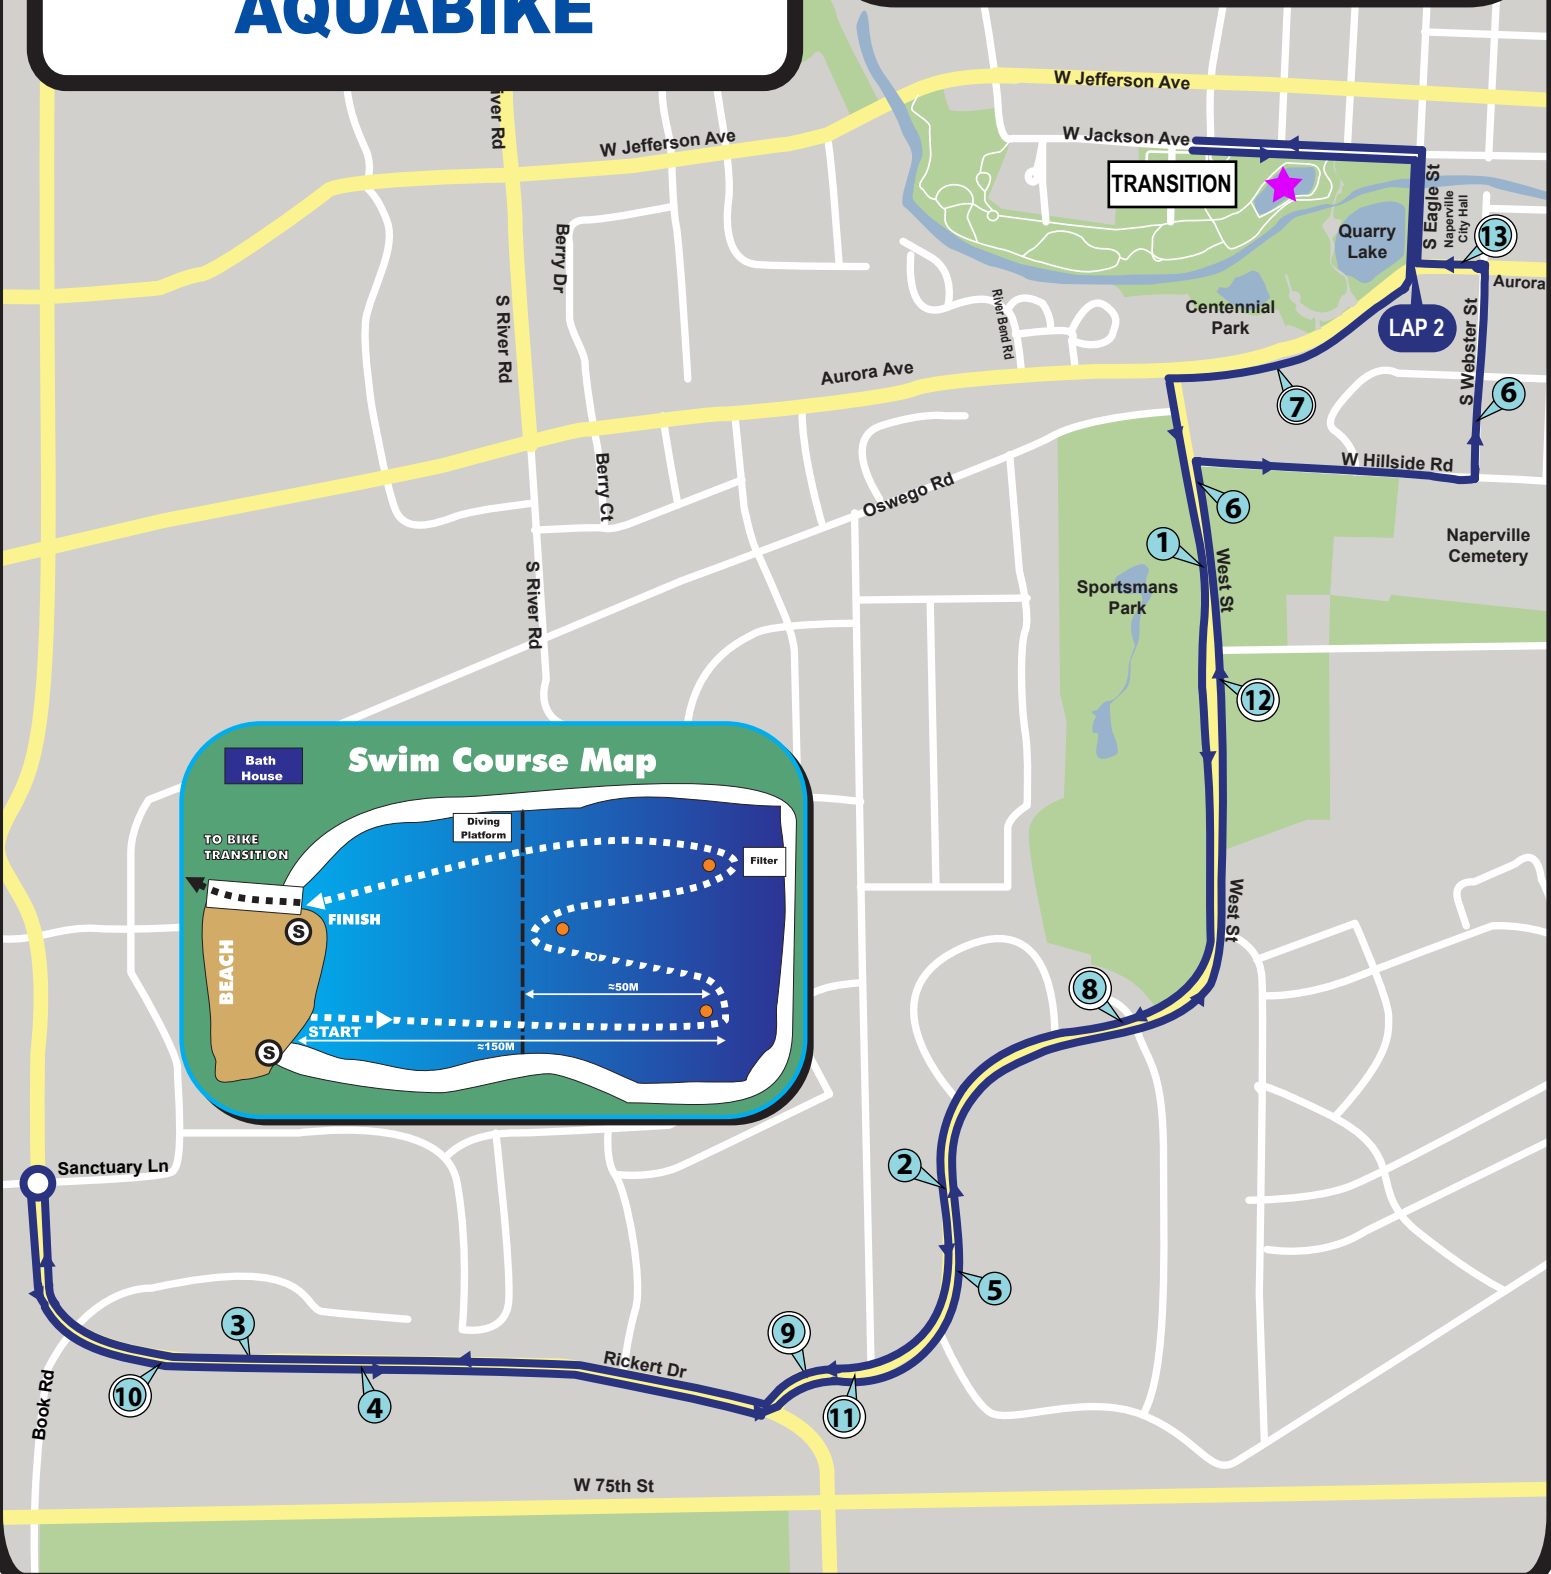 AQUABIKE
W Jefferson Ave
River Rd
W Jefferson Ave
W Jackson Ave
TRANSITION
S Eagle St
Naperville
City Hall
13
Quarry
Lake
Berry Dr
Aurora
S River Rd
River Bend Rd
Centennial
Park
LAP 2
S Webster St
Aurora Ave
7
6
W Hillside Rd
Berry Ct
Oswego Rd
6
1
Naperville
Cemetery
West St
Sportsmans
Park
S River Rd
12
Bath
House
Swim Course Map
Diving
Platform
TO BIKE
TRANSITION
Filter
FINISH
S
BEACH
≈50M
START
≈150M
S
West St
8
Sanctuary Ln
2
5
3
9
Rickert Dr
10
4
11
Book Rd
W 75th St